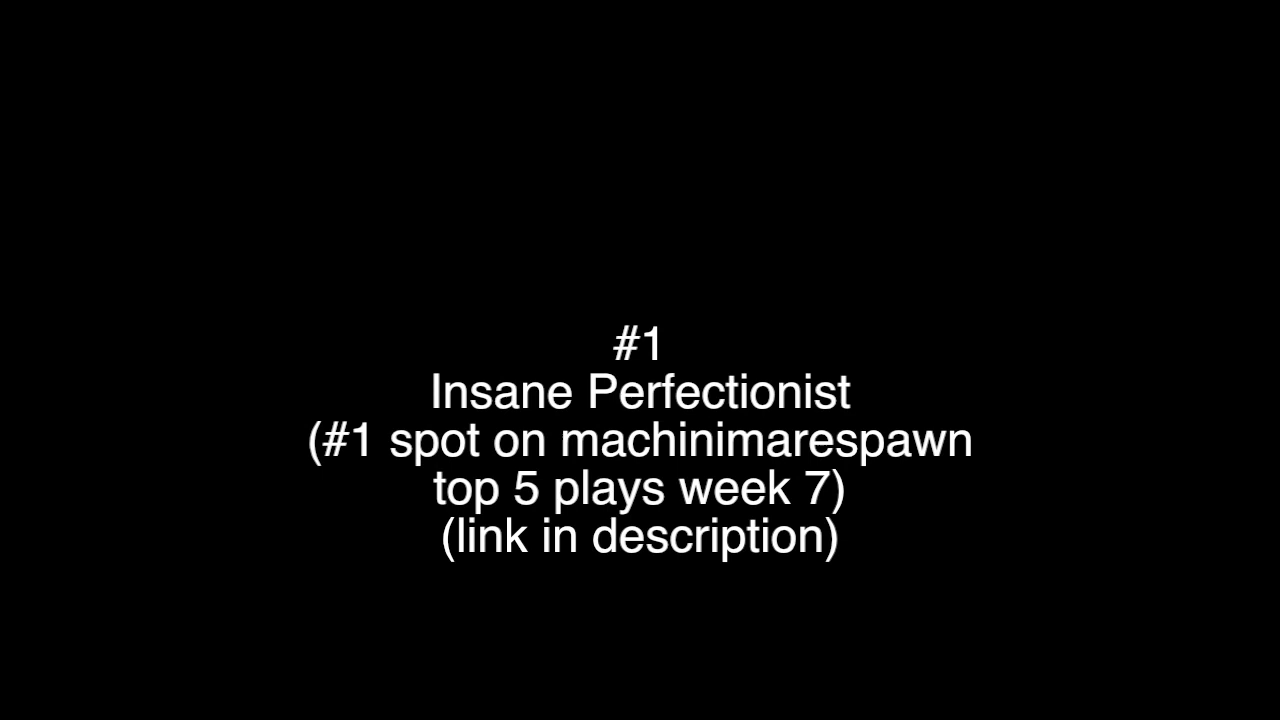 #1
Insane Perfectionist
(#1 spot on machinimarespawn
top 5 plays week 7)
(link in description)